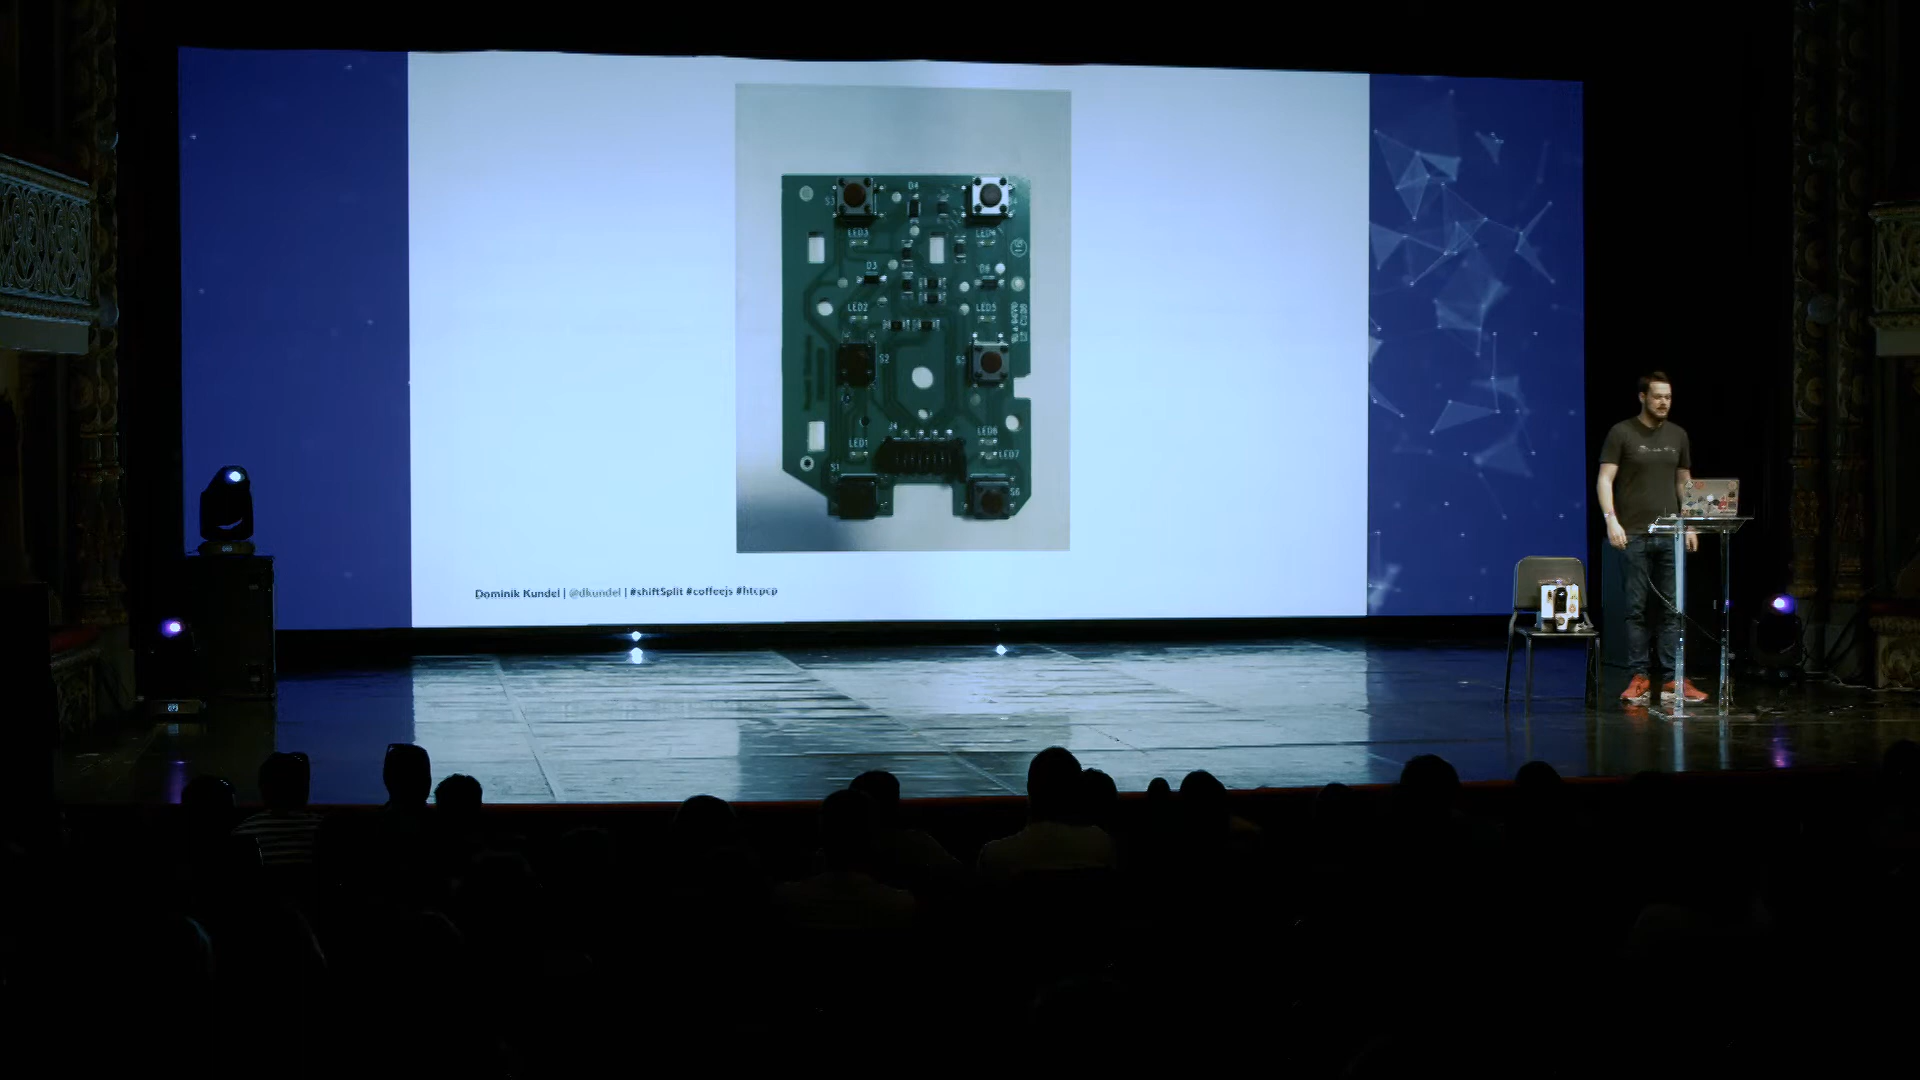 D4
S3
LED3
LED4
D3
D6
LED2
LED5
S2
S5
J4
LED1
LED6
LED7
S1
S6
Dominik Kundel | @dkundel | #shiftSplit #coffeejs #htcpcp